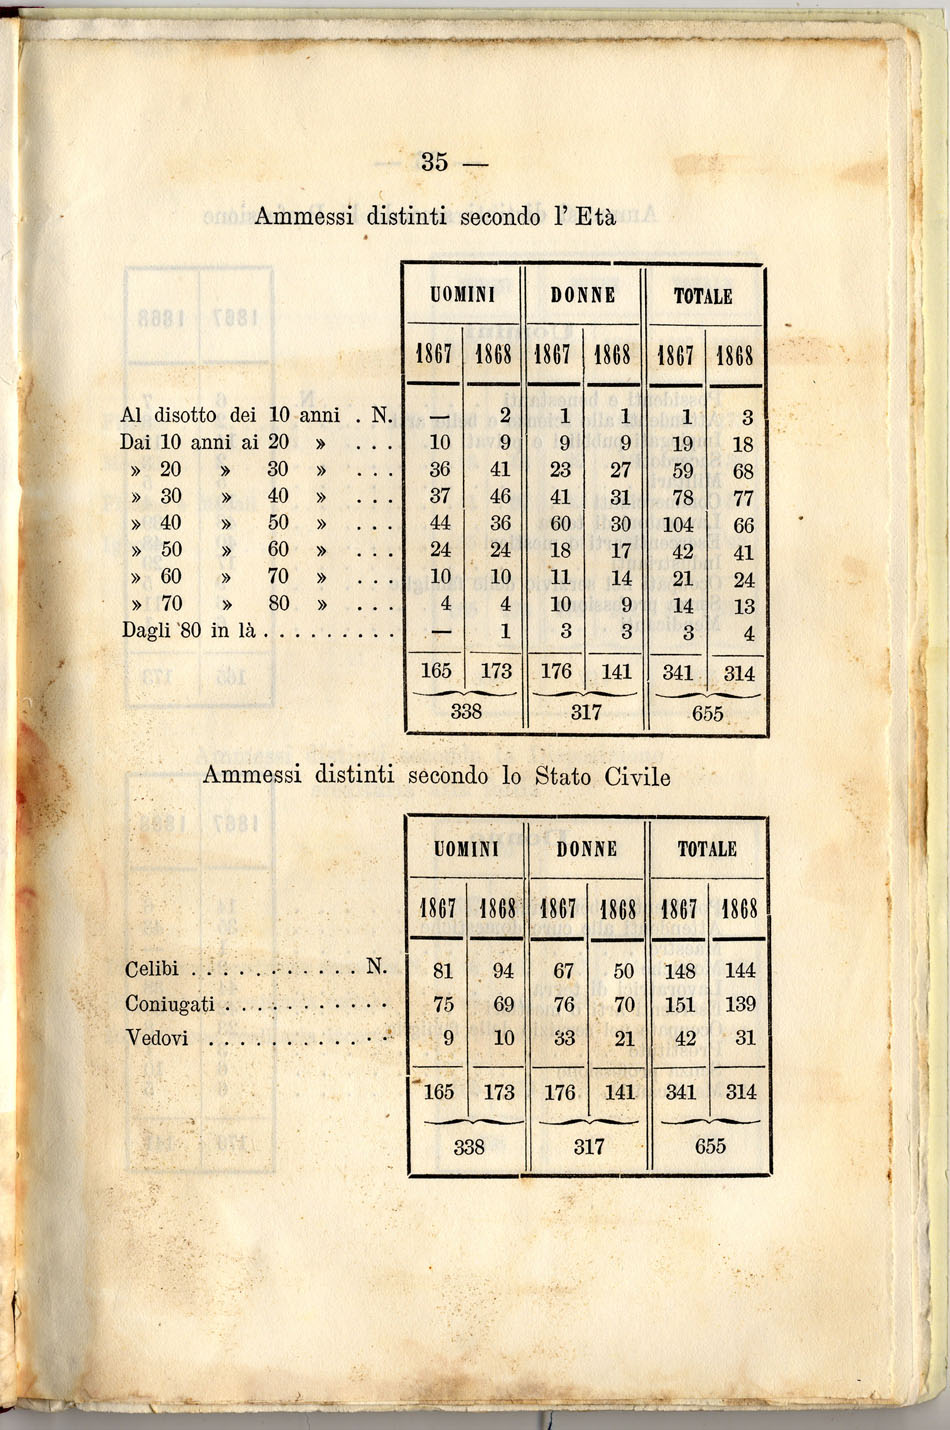 35 —
Ammessi distinti secondo l' Età
UOMINI DONNE TOTALE
1867 1868 1867 1868 1867 1868
Al disotto dei 10 anni . N. — 2 1 1 1 3
Dai 10 anni ai 20 » . . . 10 9 9 9 19 18
» 20 » 30 » . . . 36 41 23 27 59 68
» 30 » 40 » . . . 37 46 41 31 78 77
» 40 » 50 » . . . 44 36 60 30 104 66
» 50 » 60 » . . . 24 24 18 17 42 41
» 60 » 70 » . . . 10 10 11 14 21 24
» 70 » 80 » . . . 4 4 10 9 14 13
Dagli 80 in là . . . . . . . . . — 1 3 3 3 4
165 173 176 141 341 314
338 317 655
Ammessi distinti secondo lo Stato Civile
UOMINI DONNE TOTALE
1867 1868 1867 1868 1867 1868
Celibi . . . . . . . . . . . N. 81 94 67 50 148 144
Coniugati . . . . . . . . . . . 75 69 76 70 151 139
Vedovi . . . . . . . . . . . . 9 10 33 21 42 31
165 173 176 141 341 314
338 317 655